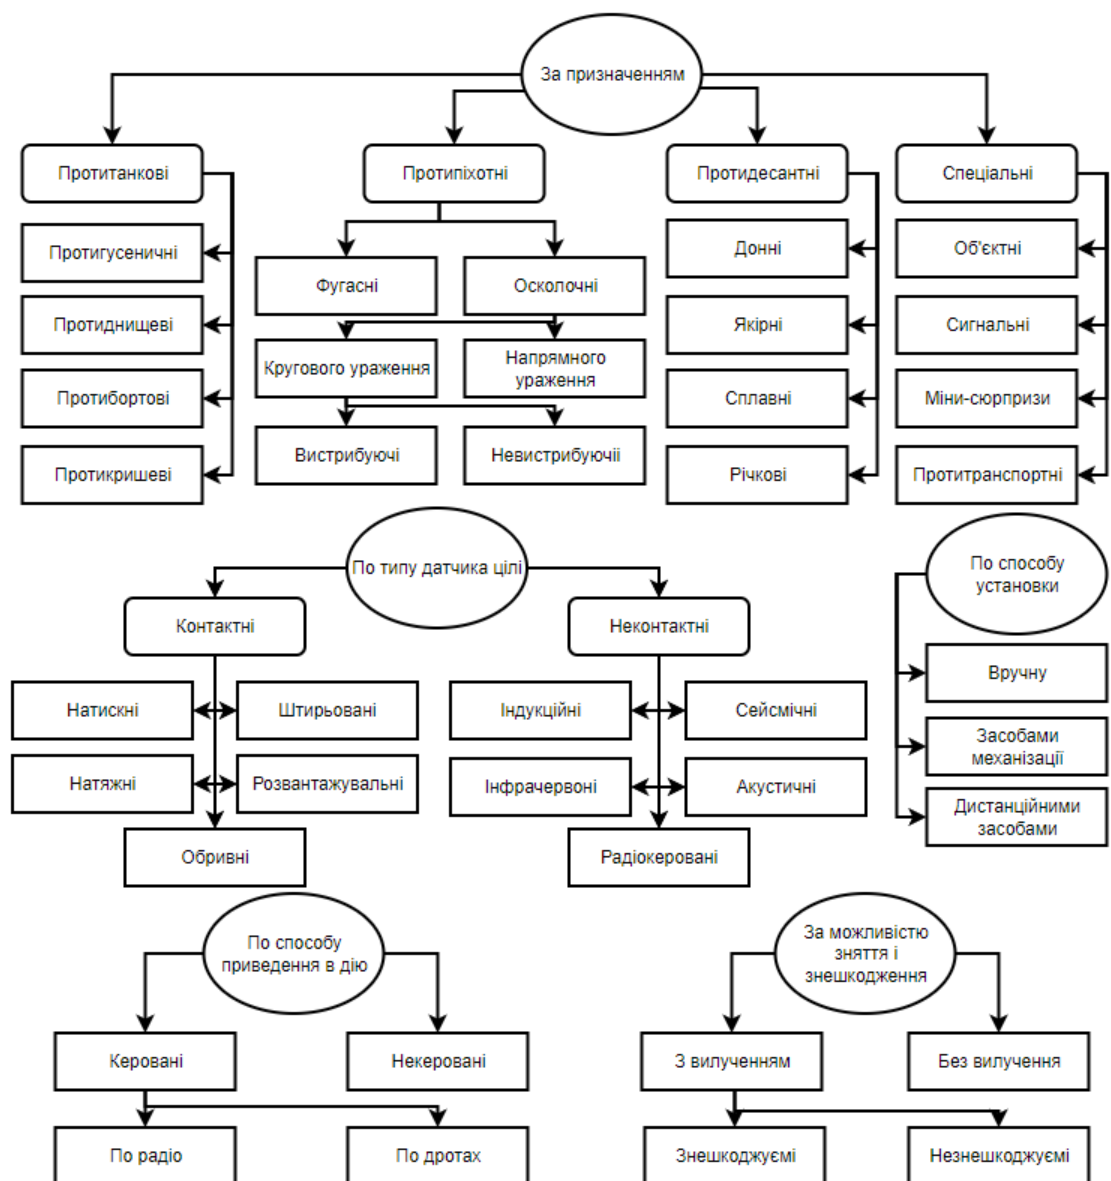 За призначенням
Протитанкові
Протипіхотні
Протидесантні
Спеціальні
Протигусеничні
Донні
Об'єктні
Фугасні
Осколочні
Протиднищеві
Якірні
Сигнальні
Кругового ураження
Напрямного
ураження
Протибортові
Сплавні
Міни-сюрпризи
Вистрибуючі
Невистрибуючіі
Протикришеві
Річкові
Протитранспортні
По типу датчика цілі
По способу
установки
Контактні
Неконтактні
Вручну
Натискні
Штирьовані
Індукційні
Сейсмічні
Засобами
механізації
Натяжні
Розвантажувальні
Інфрачервоні
Акустичні
Дистанційними
засобами
Обривні
Радіокеровані
По способу
приведення в дію
За можливістю
зняття і
знешкодження
Керовані
Некеровані
З вилученням
Без вилучення
По радіо
По дротах
Знешкоджуємі
Незнешкоджуємі